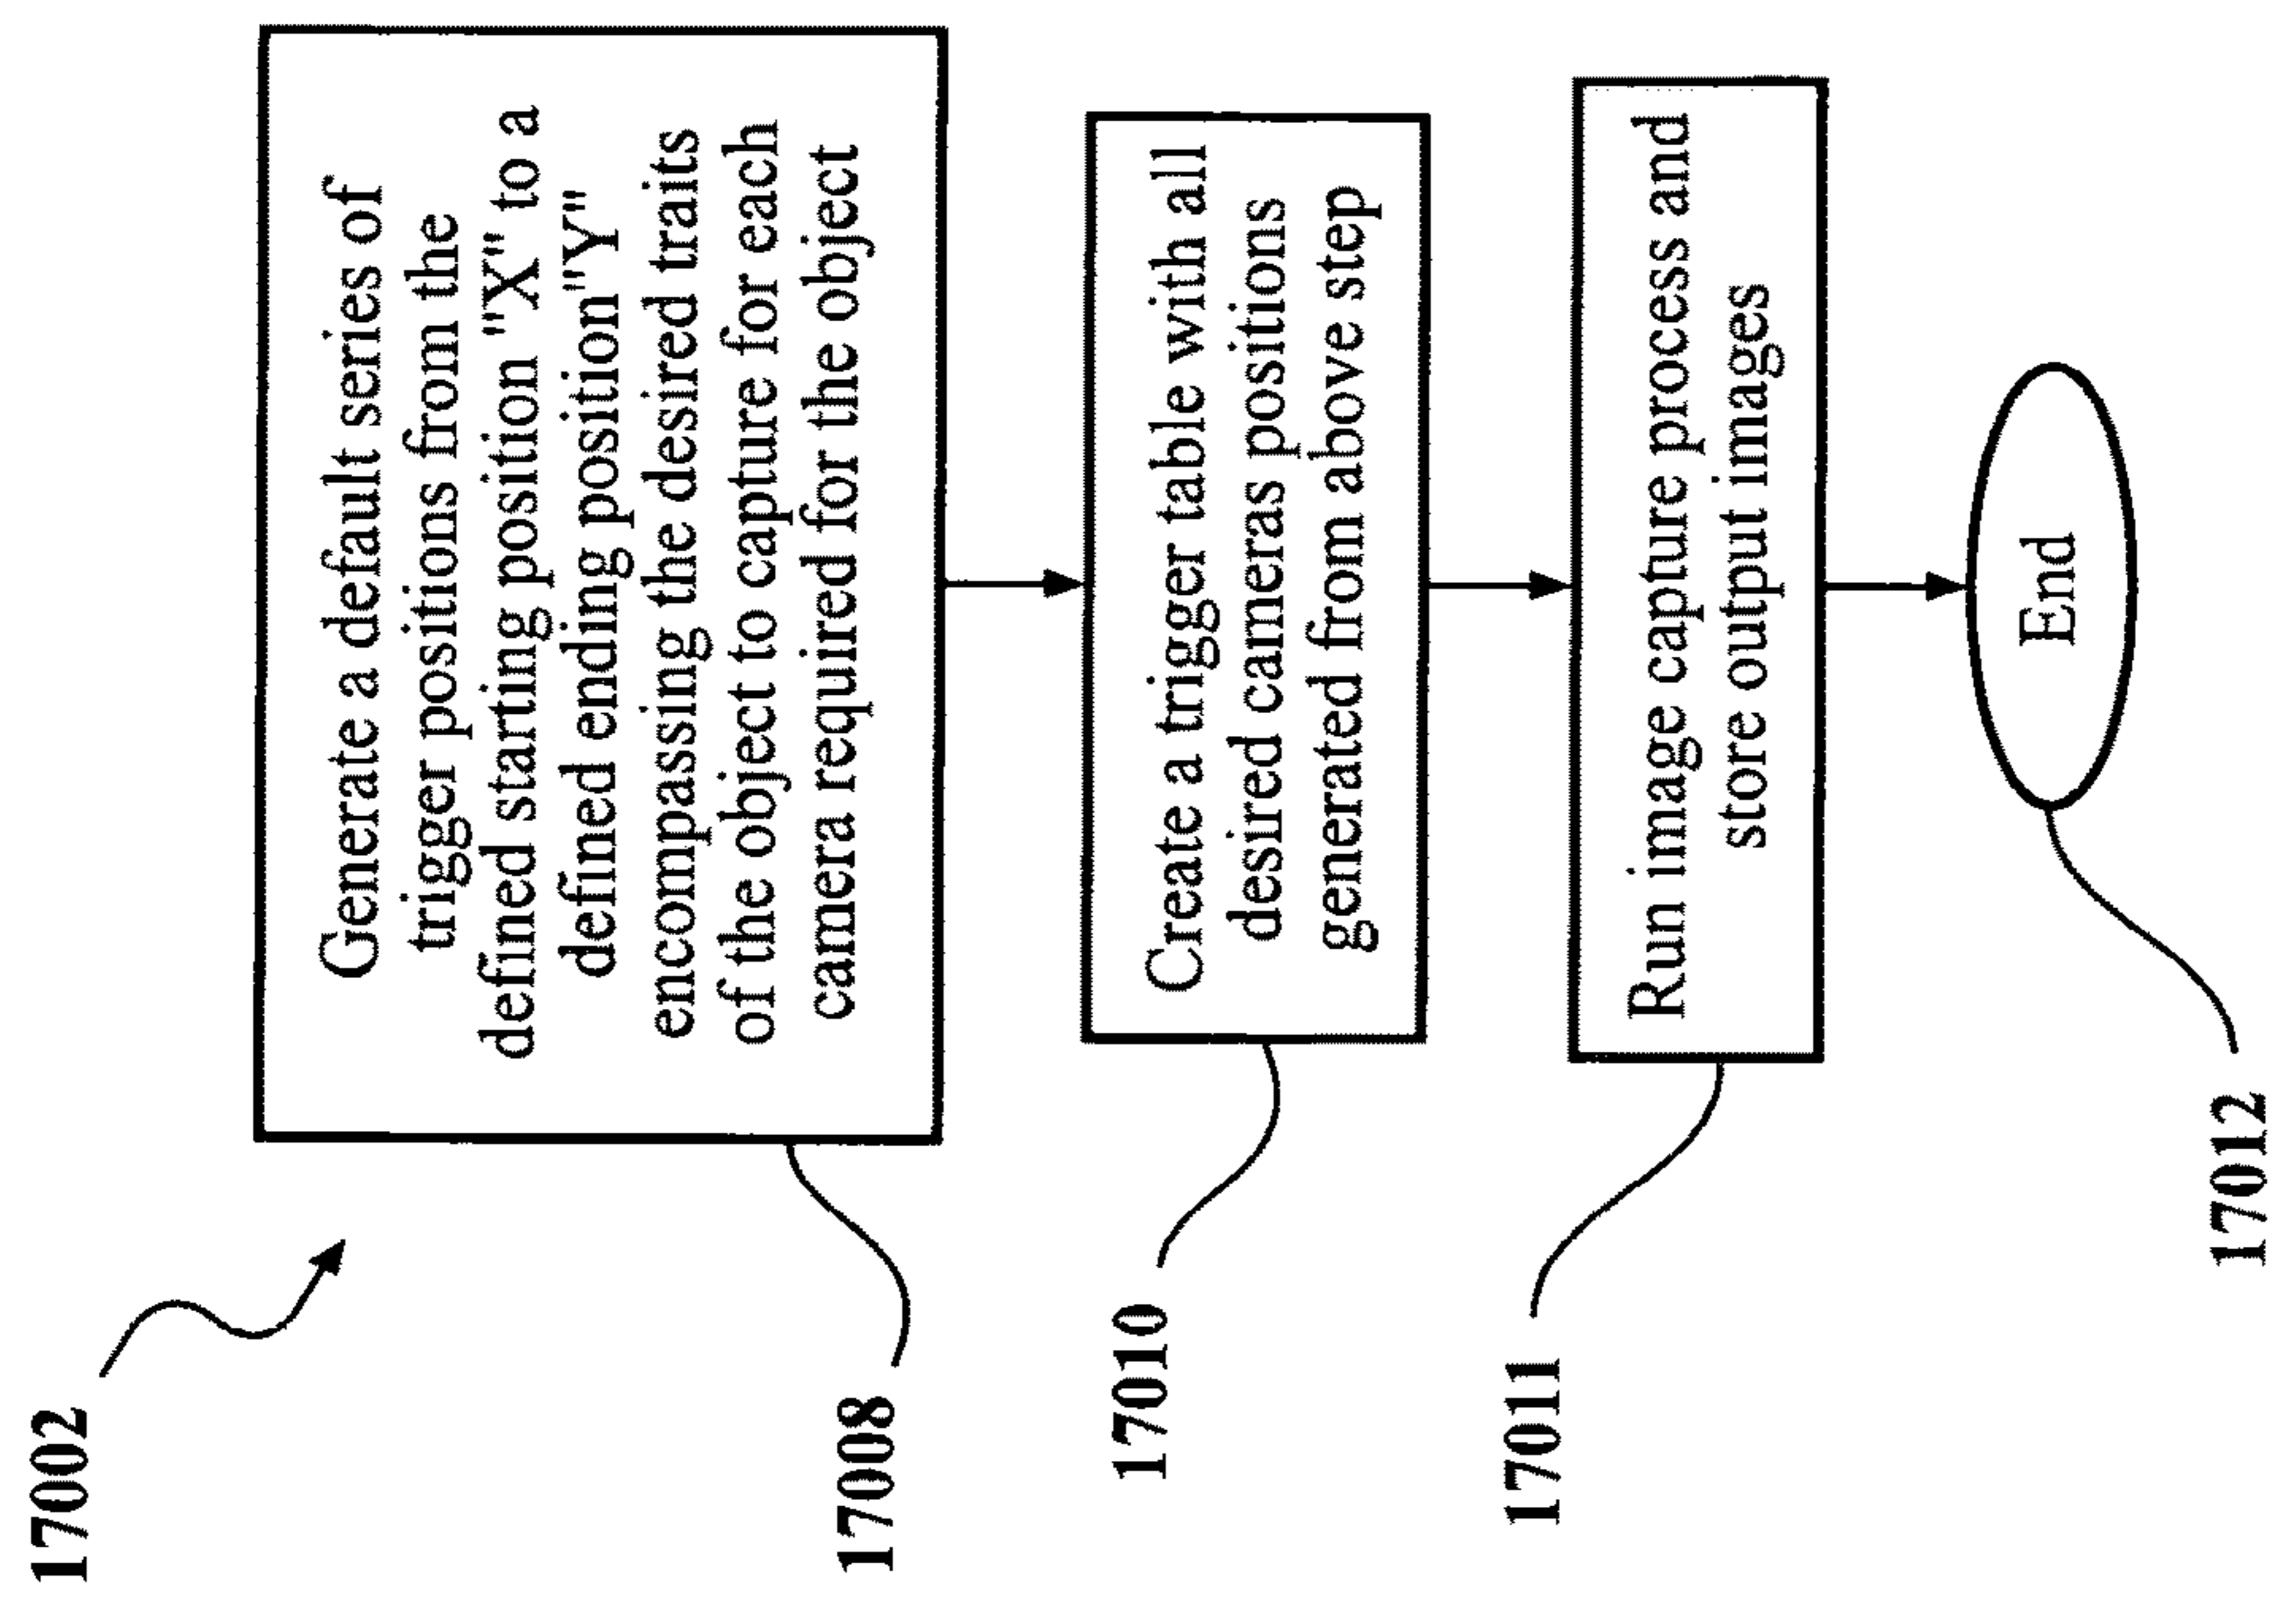 17002
Generate a default series of
trigger positions from the
defined starting position "X" to a
defined ending position "Y"
encompassing the desired traits
of the object to capture for each
camera required for the object
17008
Create a trigger table with all
desired cameras positions
generated from above step
17010
Run image capture process and
store output images
17011
End
17012